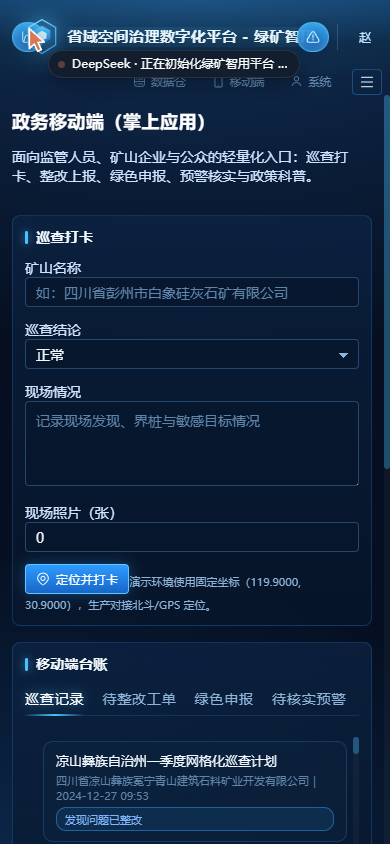 省域空间治理数字化平台 - 绿矿智
赵
DeepSeek · 正在初始化绿矿智用平台 ...
数据仓
移动端
系统
政务移动端（掌上应用）
面向监管人员、矿山企业与公众的轻量化入口：巡查打
卡、整改上报、绿色申报、预警核实与政策科普。
巡查打卡
矿山名称
如：四川省彭州市白象硅灰石矿有限公司
巡查结论
正常
现场情况
记录现场发现、界桩与敏感目标情况
现场照片（张）
0
定位并打卡
演示环境使用固定坐标（119.9000,
30.9000），生产对接北斗/GPS 定位。
移动端台账
巡查记录 待整改工单 绿色申报 待核实预警
凉山彝族自治州一季度网格化巡查计划
四川省凉山彝族冕宁青山建筑石料矿业开发有限公司 |
2024-12-27 09:53
发现问题已整改